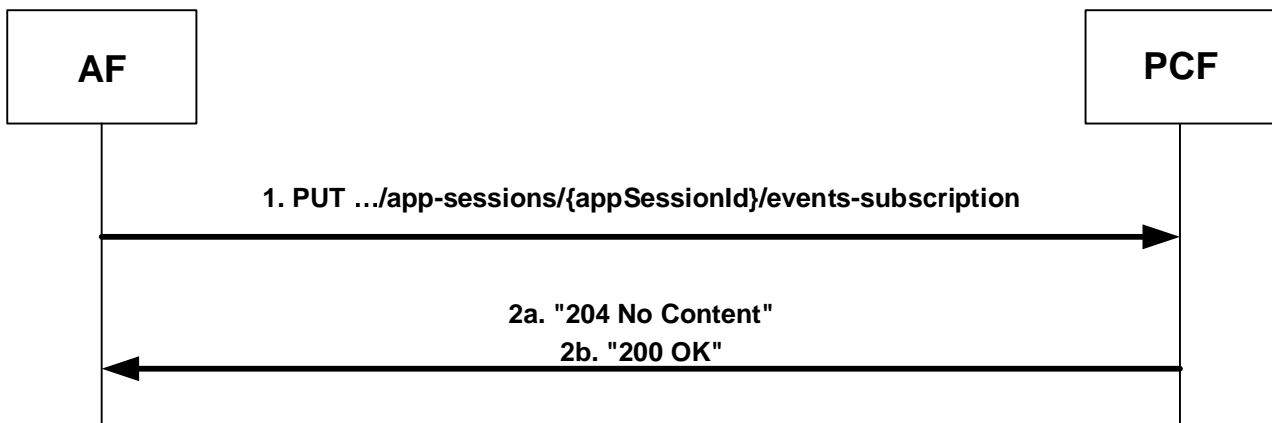 AF
PCF
1. PUT …/app-sessions/{appSessionId}/events-subscription
2a. "204 No Content"
2b. "200 OK"